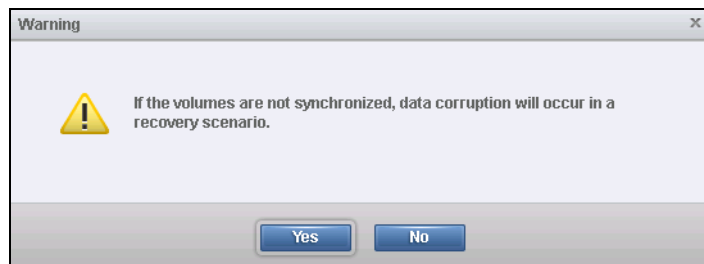 Warning
If the volumes are not synchronized, data corruption will occur in a
recovery scenario.
Yes No